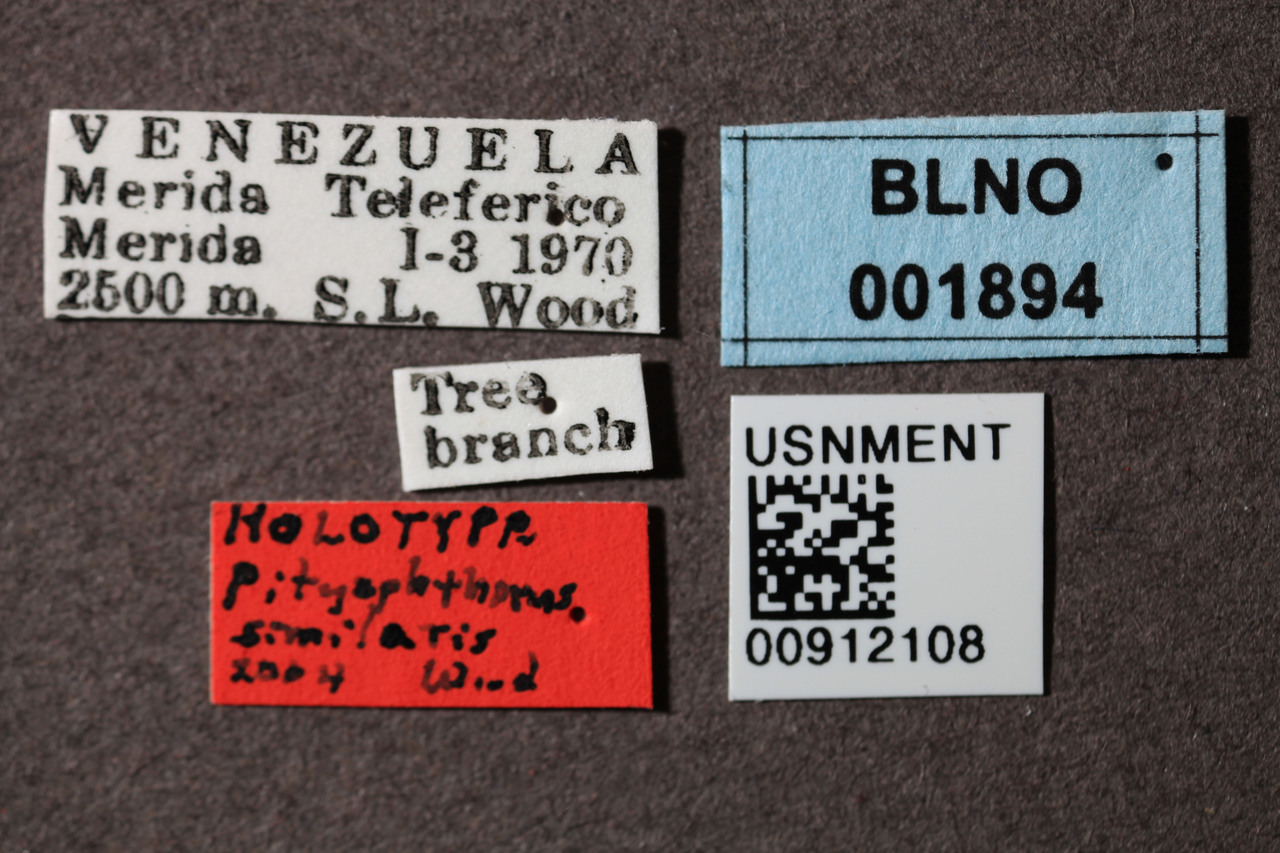 VENEZUELA
Merida Teleferico
Merida I-3 1970
2500 m. S.L. Wood
Tree
branch
HOLOTYPE
Pityophthorus
similaris
2004 Wood
BLNO
001894
USNMENT
00912108